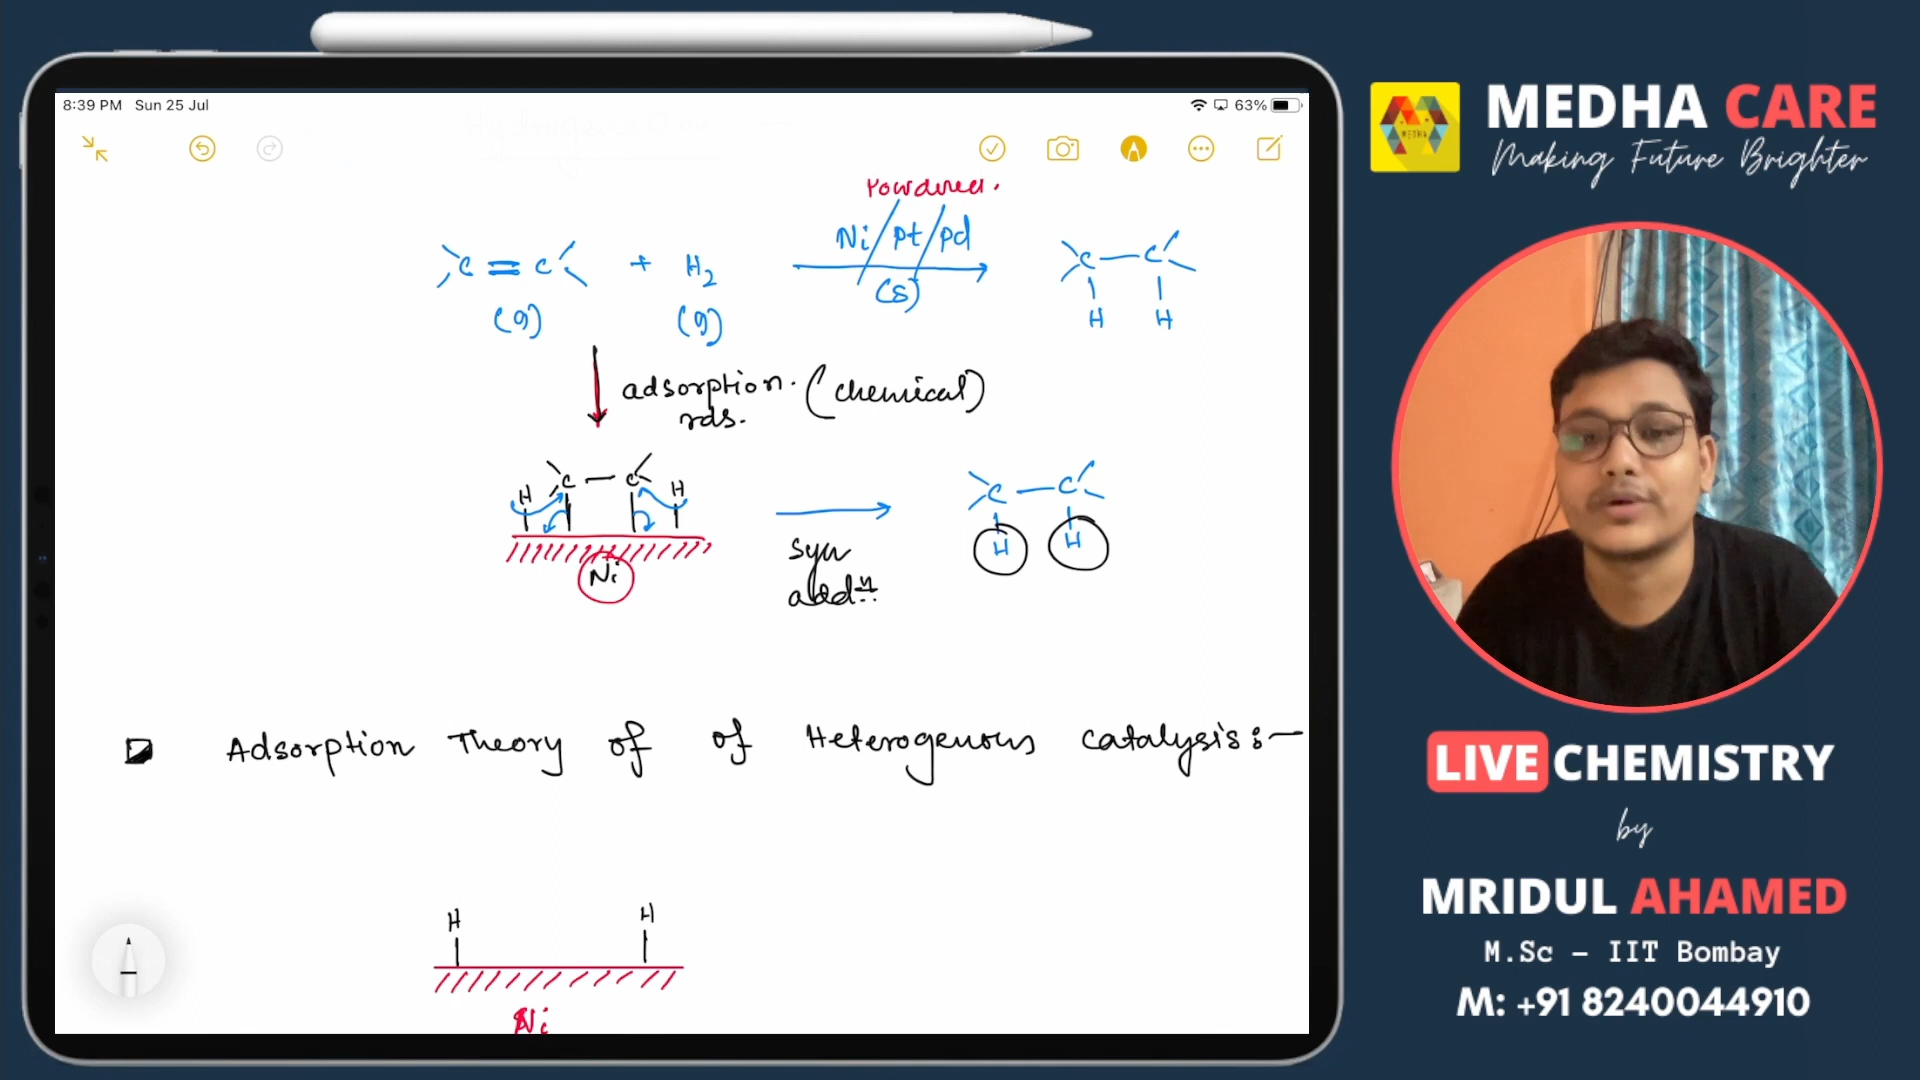 8:39 PM Sun 25 Jul
63%
Powdered.
Ni/Pt/Pd
C = C + H2
(s)
C — C
(g) (g)
H H
adsorption. (chemical)
rds.
H C — C H
C — C
H H
Syn
addn
Ni
Adsorption Theory of of Heterogenous catalysis :-
H H
Ni
MEDHA CARE
Making Future Brighter
MEDHA
LIVE CHEMISTRY
by
MRIDUL AHAMED
M.Sc - IIT Bombay
M: +91 8240044910